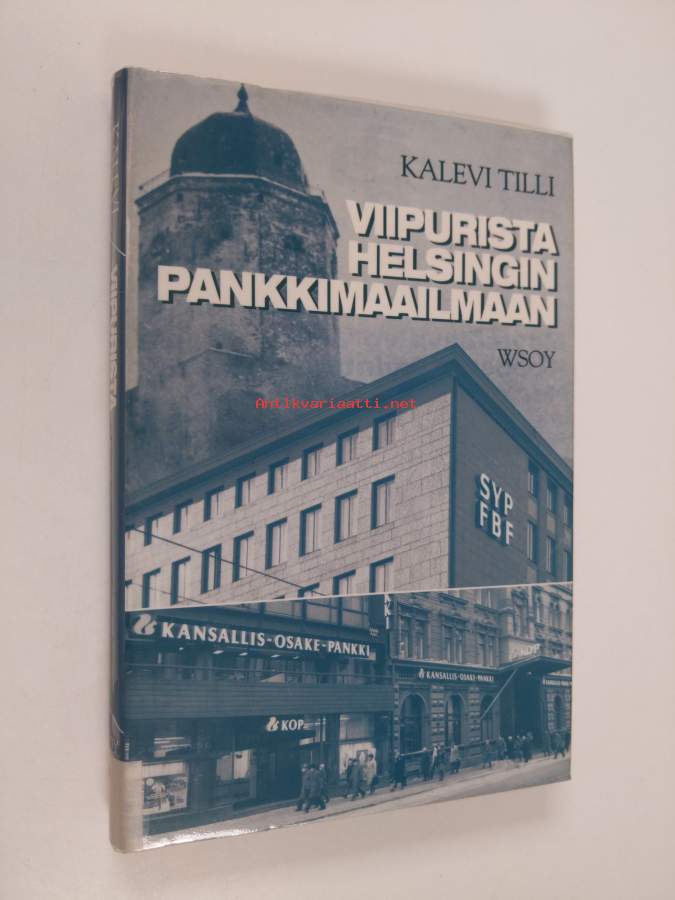 KALEVI TILLI
VIIPURISTA
HELSINGIN
PANKKIMAAILMAAN
WSOY
Antikvariaatti.net
SYP
FBF
KANSALLIS-OSAKE-PANKKI
KANSALLIS-OSAKE-PANKKI
KOP
VIIPURISTA